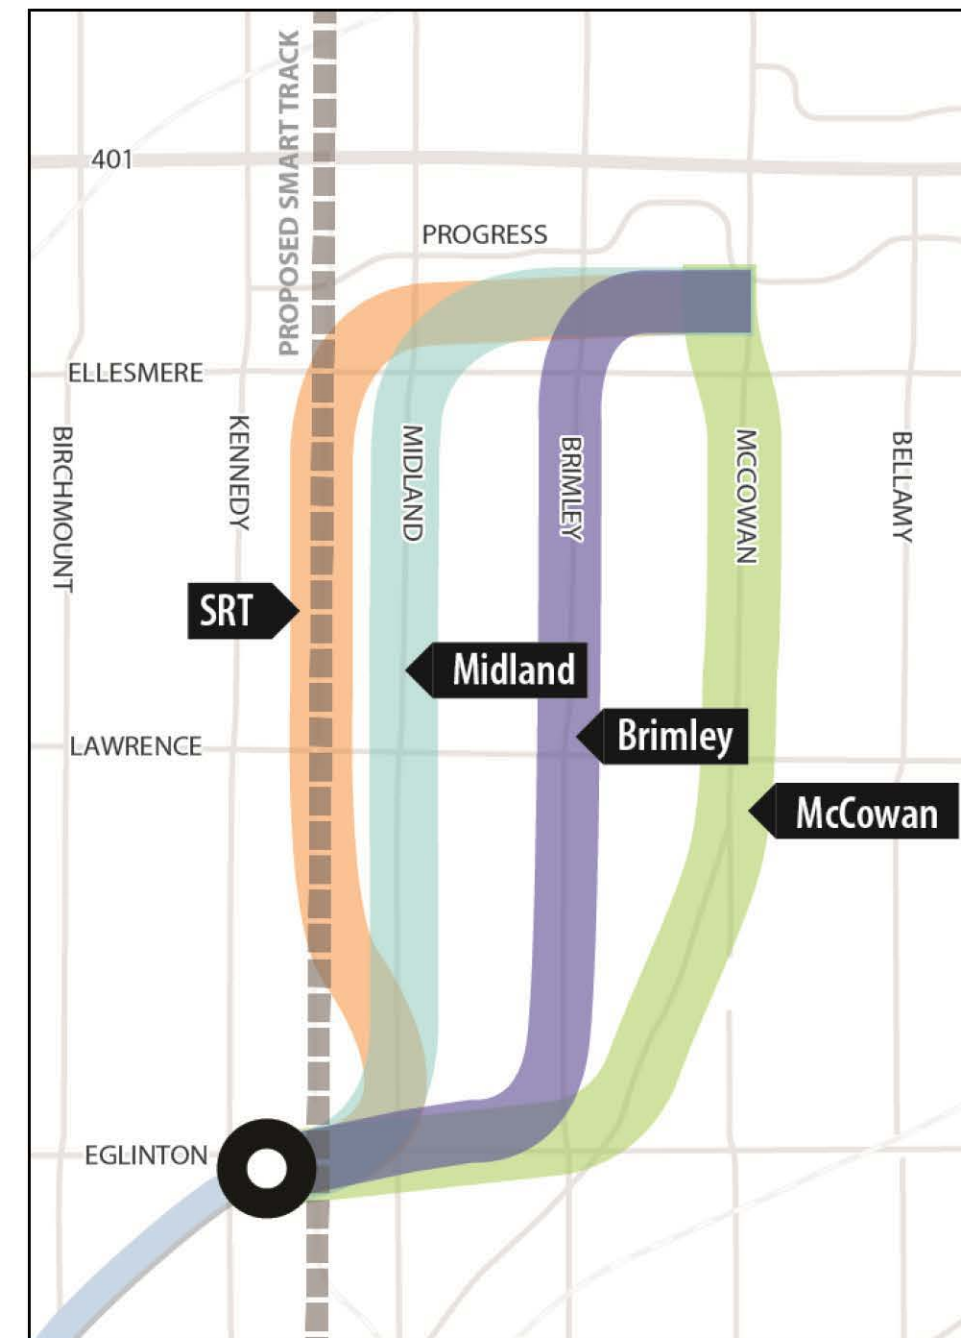 PROPOSED SMART TRACK
401
PROGRESS
ELLESMERE
BIRCHMOUNT
KENNEDY
MIDLAND
BRIMLEY
MCCOWAN
BELLAMY
SRT
Midland
Brimley
LAWRENCE
McCowan
EGLINTON